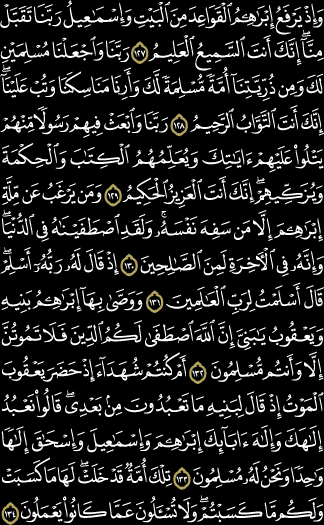 وَإِذْ يَرْفَعُ إِبْرَٰهِـۧمُ ٱلْقَوَاعِدَ مِنَ ٱلْبَيْتِ وَإِسْمَـٰعِيلُ رَبَّنَا تَقَبَّلْ
مِنَّآ ۖ إِنَّكَ أَنتَ ٱلسَّمِيعُ ٱلْعَلِيمُ ١٢٧ رَبَّنَا وَٱجْعَلْنَا مُسْلِمَيْنِ
لَكَ وَمِن ذُرِّيَّتِنَآ أُمَّةً مُّسْلِمَةً لَّكَ وَأَرِنَا مَنَاسِكَنَا وَتُبْ عَلَيْنَآ ۖ
إِنَّكَ أَنتَ ٱلتَّوَّابُ ٱلرَّحِيمُ ١٢٨ رَبَّنَا وَٱبْعَثْ فِيهِمْ رَسُولًا مِّنْهُمْ
يَتْلُوا۟ عَلَيْهِمْ ءَايَـٰتِكَ وَيُعَلِّمُهُمُ ٱلْكِتَـٰبَ وَٱلْحِكْمَةَ
وَيُزَكِّيهِمْ ۚ إِنَّكَ أَنتَ ٱلْعَزِيزُ ٱلْحَكِيمُ ١٢٩ وَمَن يَرْغَبُ عَن مِّلَّةِ
إِبْرَٰهِـۧمَ إِلَّا مَن سَفِهَ نَفْسَهُۥ ۚ وَلَقَدِ ٱصْطَفَيْنَـٰهُ فِى ٱلدُّنْيَا ۖ
وَإِنَّهُۥ فِى ٱلْـَٔاخِرَةِ لَمِنَ ٱلصَّـٰلِحِينَ ١٣٠ إِذْ قَالَ لَهُۥ رَبُّهُۥٓ أَسْلِمْ ۖ
قَالَ أَسْلَمْتُ لِرَبِّ ٱلْعَـٰلَمِينَ ١٣١ وَوَصَّىٰ بِهَآ إِبْرَٰهِـۧمُ بَنِيهِ
وَيَعْقُوبُ يَـٰبَنِىَّ إِنَّ ٱللَّهَ ٱصْطَفَىٰ لَكُمُ ٱلدِّينَ فَلَا تَمُوتُنَّ
إِلَّا وَأَنتُم مُّسْلِمُونَ ١٣٢ أَمْ كُنتُمْ شُهَدَآءَ إِذْ حَضَرَ يَعْقُوبَ
ٱلْمَوْتُ إِذْ قَالَ لِبَنِيهِ مَا تَعْبُدُونَ مِنۢ بَعْدِى ۖ قَالُوا۟ نَعْبُدُ
إِلَـٰهَكَ وَإِلَـٰهَ ءَابَآئِكَ إِبْرَٰهِـۧمَ وَإِسْمَـٰعِيلَ وَإِسْحَـٰقَ إِلَـٰهًا
وَٰحِدًا وَنَحْنُ لَهُۥ مُسْلِمُونَ ١٣٣ تِلْكَ أُمَّةٌ قَدْ خَلَتْ ۖ لَهَا مَا كَسَبَتْ
وَلَكُم مَّا كَسَبْتُمْ ۖ وَلَا تُسْـَٔلُونَ عَمَّا كَانُوا۟ يَعْمَلُونَ ١٣٤